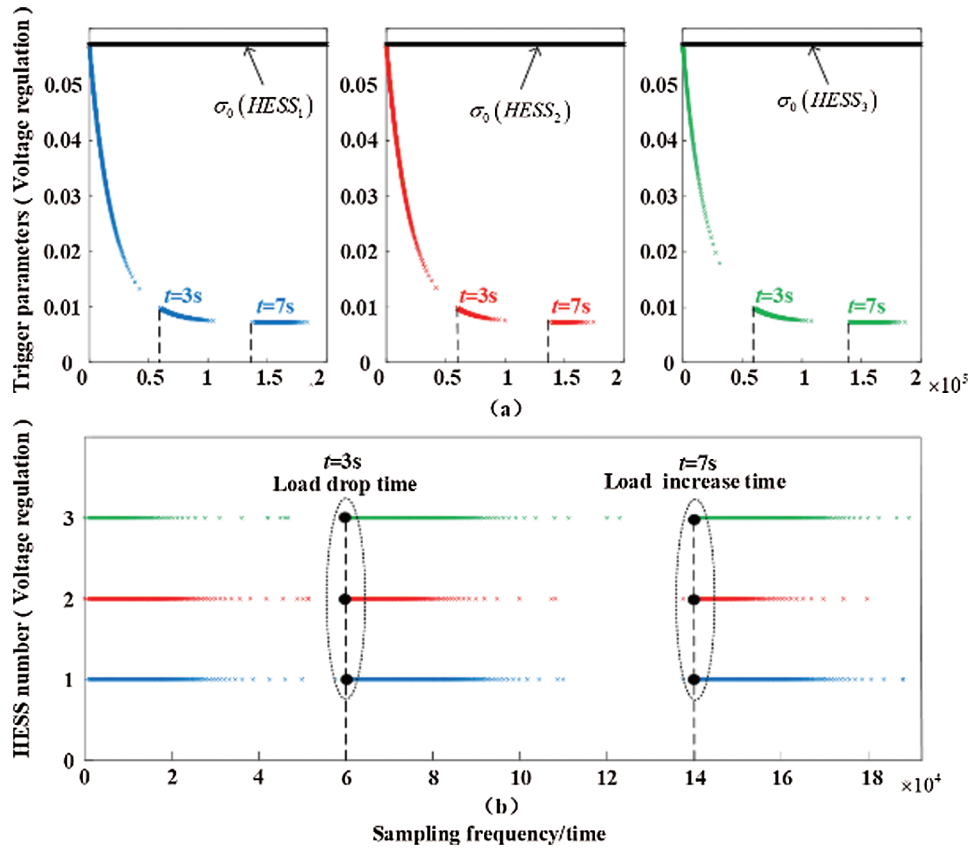 Trigger parameters ( Voltage regulation )
0.05
0.04
0.03
0.02
0.01
0
σ0 (HESS1)
t=3s
t=7s
0 0.5 1 1.5 2
0.05
0.04
0.03
0.02
0.01
0
σ0 (HESS2)
t=3s
t=7s
0 0.5 1 1.5 2
0.05
0.04
0.03
0.02
0.01
0
σ0 (HESS3)
t=3s
t=7s
0 0.5 1 1.5 2
×10^5
(a)
HESS number ( Voltage regulation )
3
2
1
0
t=3s
Load drop time
t=7s
Load increase time
0 2 4 6 8 10 12 14 16 18
×10^4
(b)
Sampling frequency/time